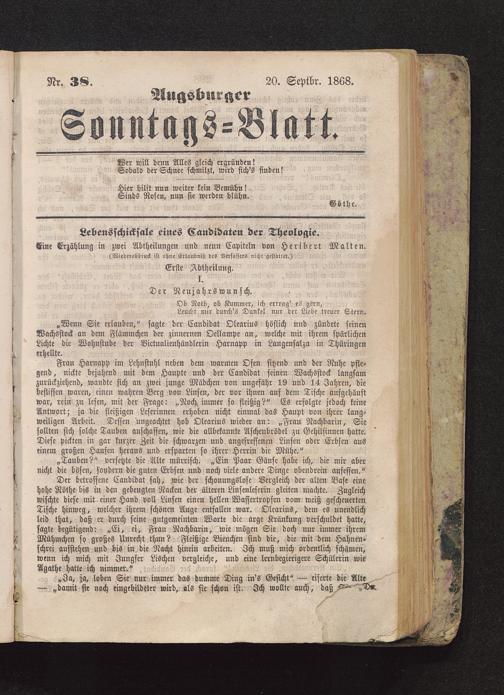 Nr. 38.
20. Septbr. 1868.
Augsburger
Sonntags=Blatt.
Wer will denn Alles gleich ergründen!
Sobald der Schnee schmilzt, wird sich's finden!
Hier hilft nun weiter kein Bemühn!
Sinds Rosen, nun sie werden blühn.
Göthe.
Lebensschicksale eines Candidaten der Theologie.
Eine Erzählung in zwei Abtheilungen und neun Capiteln von Heribert Malten.
(Wiederabdruck ist ohne Erlaubniß des Verfassers nicht gestattet.)
Erste Abtheilung.
I.
Der Neujahrswunsch.
Ob Noth, ob Kummer, ich ertrag' es gern,
Leucht mir durch's Dunkel nur der Liebe treuer Stern.
„Wenn Sie erlauben,“ sagte der Candidat Olearius höflich und zündete seinen
Wachsstock an dem Flämmchen der zinnernen Oellampe an, welche mit ihrem spärlichen
Lichte die Wohnstube der Victualienhändlerin Harnapp in Langensalza in Thüringen
erhellte.
Frau Harnapp im Lehnstuhl neben dem warmen Ofen sitzend und der Ruhe pfle-
gend, nickte bejahend mit dem Haupte und der Candidat seinen Wachsstock langsam
zurückziehend, wandte sich an zwei junge Mädchen von ungefähr 19 und 14 Jahren, die
beflissen waren, einen wahren Berg von Linsen, der vor ihnen auf dem Tische aufgehäuft
war, rein zu lesen, mit der Frage: „Noch immer so fleißig?“ Es erfolgte jedoch keine
Antwort; ja die fleißigen Leserinnen erhoben nicht einmal das Haupt von ihrer lang-
weiligen Arbeit. Dessen ungeachtet hob Olearius wieder an: „Frau Nachbarin, Sie
sollten sich solche Tauben anschaffen, wie die allbekannte Aschenbrödel zu Gehilfinnen hatte.
Diese pickten in gar kurzer Zeit die schwarzen und angefressenen Linsen oder Erbsen aus
einem großen Haufen heraus und ersparten so ihrer Herrin die Mühe.“
„Tauben?“ versetzte die Alte mürrisch. „Ein Paar Gänse habe ich, die mir aber
nicht die bösen, sondern die guten Erbsen und noch viele andere Dinge obendrein auffressen.“
Der betroffene Candidat sah, wie der schonungslose Vergleich der alten Base eine
hohe Röthe bis in den gebeugten Nacken der älteren Linsenleserin gleiten machte. Zugleich
wischte diese mit einer Hand voll Linsen einen hellen Wassertropfen vom weiß gescheuerten
Tische hinweg, welcher ihrem schönen Auge entfallen war. Olearius, dem es unendlich
leid that, daß er durch seine gutgemeinten Worte die arge Kränkung verschuldet hatte,
sagte begütigend: „Ei, ei, Frau Nachbarin, wie mögen Sie doch nur immer ihrem
Mühmchen so großes Unrecht thun? Fleißige Bienchen sind die, die mit dem Hahnen-
schrei aufstehen und bis in die Nacht hinein arbeiten. Ich muß mich ordentlich schämen,
wenn ich mich mit Jungfer Röschen vergleiche, und eine lernbegierigere Schülerin wie
Agathe hatte ich nimmer.“
„Ja, ja, loben Sie nur immer das dumme Ding in's Gesicht“ — eiferte die Alte
— „damit sie noch eingebildeter wird, als sie schon ist. Ich wollte auch, daß